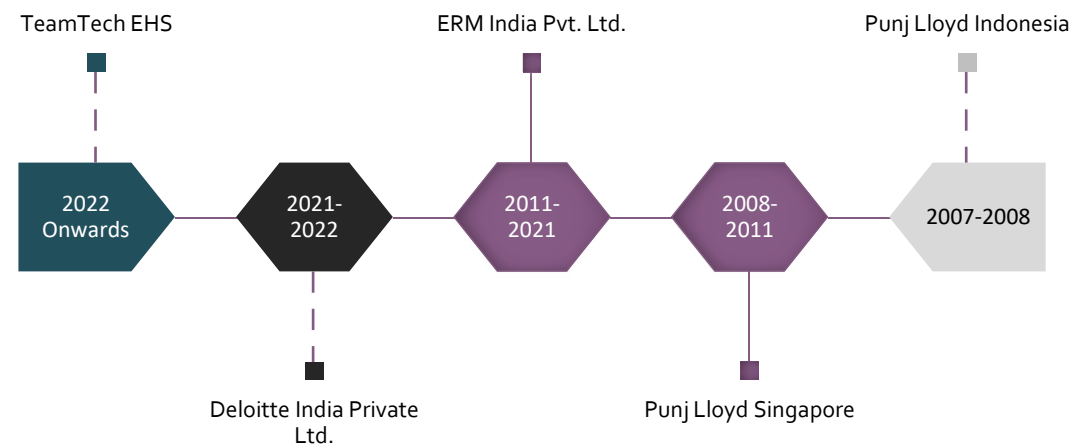 TeamTech EHS
ERM India Pvt. Ltd.
Punj Lloyd Indonesia
2022
Onwards
2021-
2022
2011-
2021
2008-
2011
2007-2008
Deloitte India Private
Ltd.
Punj Lloyd Singapore